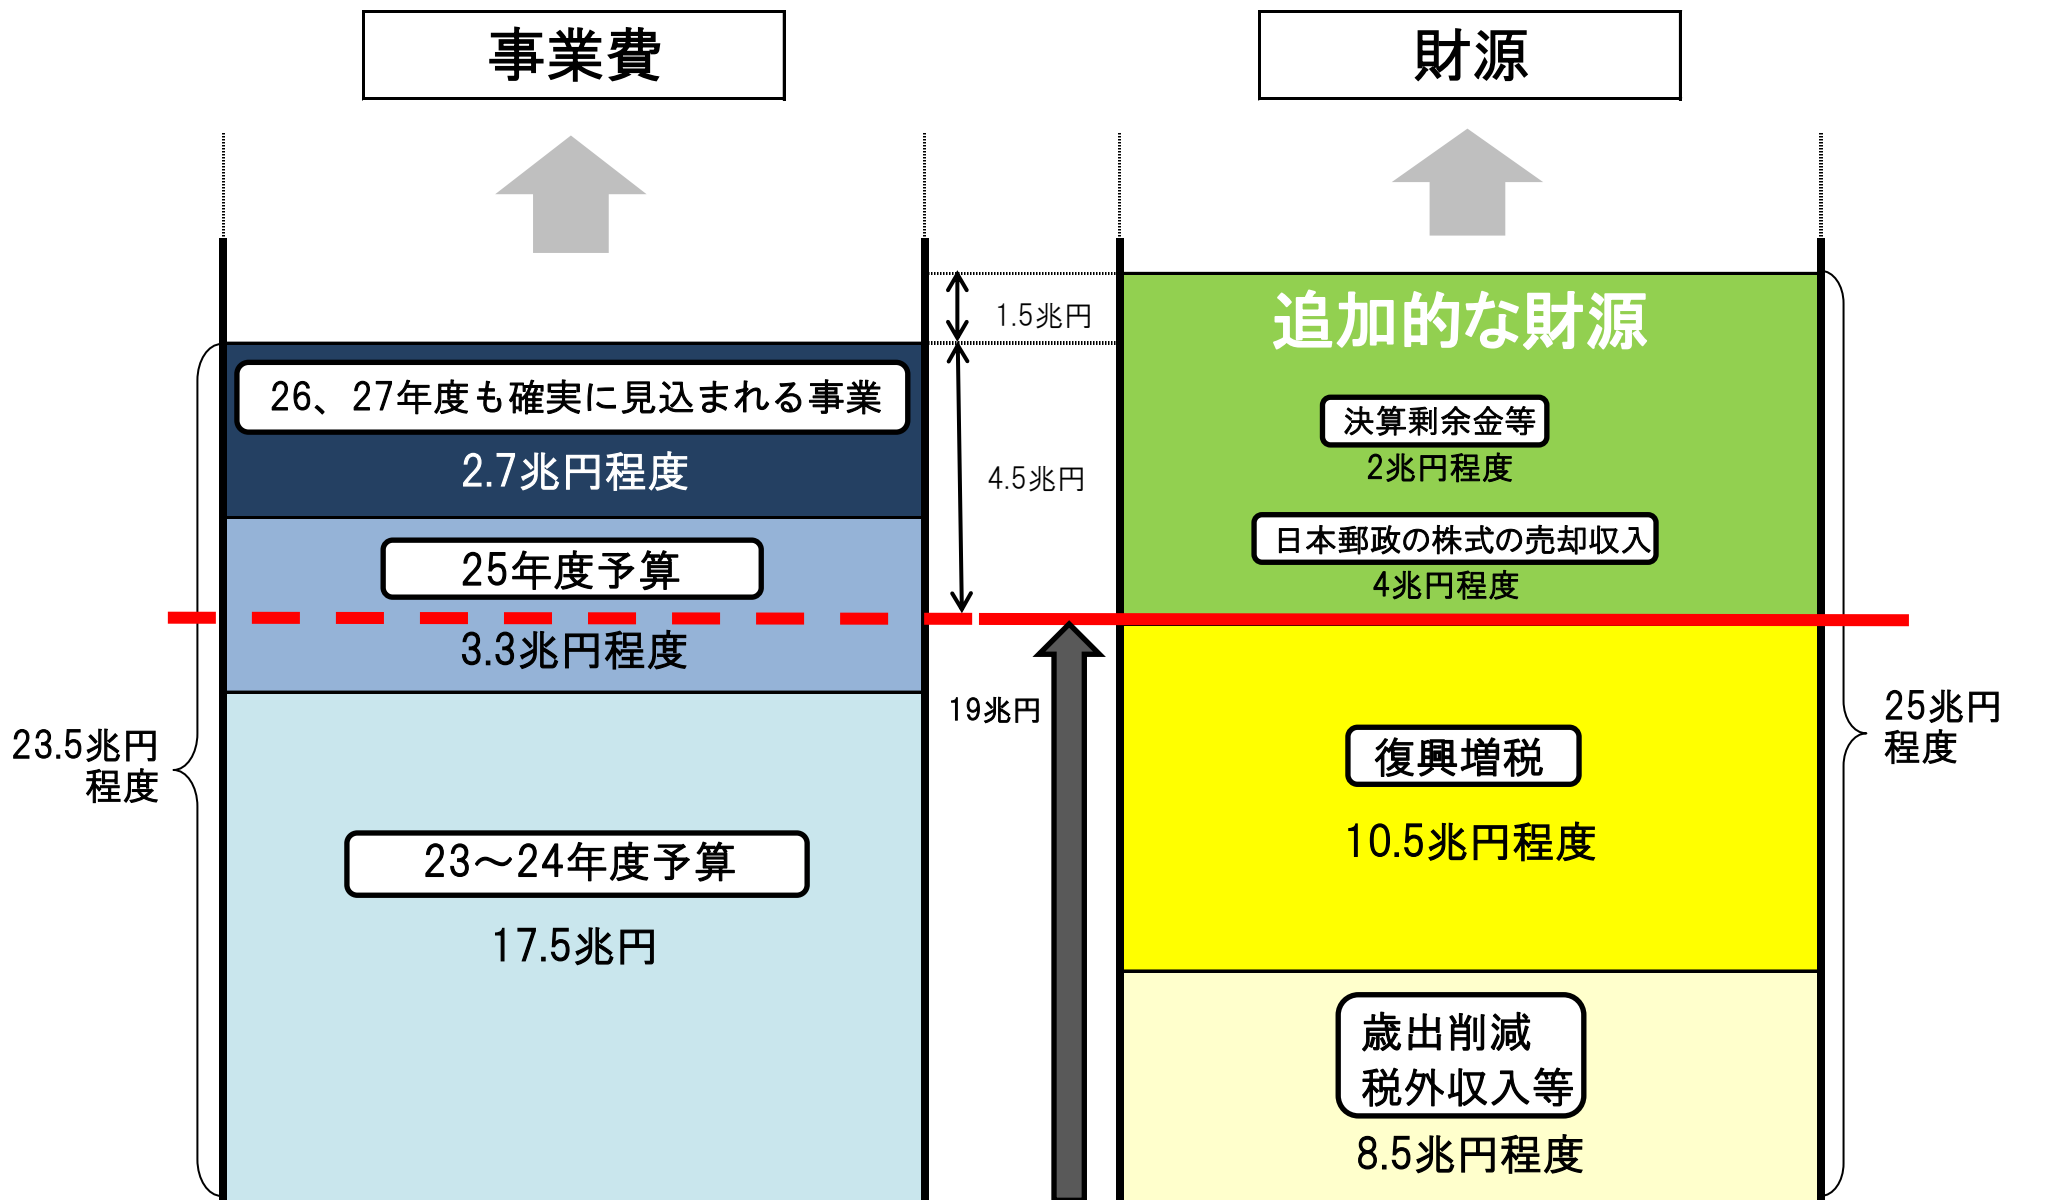 事業費
財源
26、27年度も確実に見込まれる事業
2.7兆円程度
25年度予算
3.3兆円程度
23～24年度予算
17.5兆円
23.5兆円
程度
1.5兆円
4.5兆円
19兆円
追加的な財源
決算剰余金等
2兆円程度
日本郵政の株式の売却収入
4兆円程度
復興増税
10.5兆円程度
歳出削減
税外収入等
8.5兆円程度
25兆円
程度